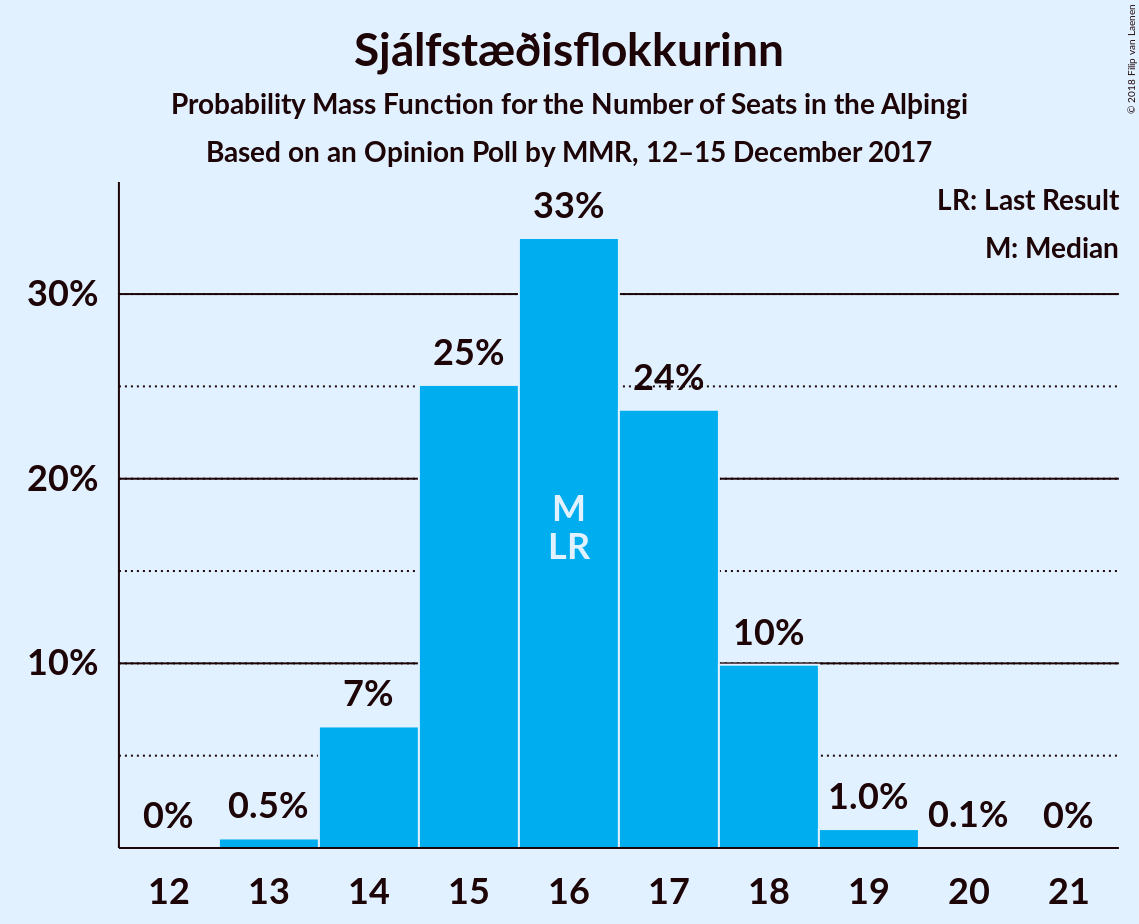 Sjálfstæðisflokkurinn
Probability Mass Function for the Number of Seats in the Alþingi
Based on an Opinion Poll by MMR, 12–15 December 2017
© 2018 Filip van Laenen
LR: Last Result
M: Median
30%
20%
10%
0%
0.5%
7%
25%
33%
24%
10%
1.0%
0.1%
0%
M
LR
12 13 14 15 16 17 18 19 20 21